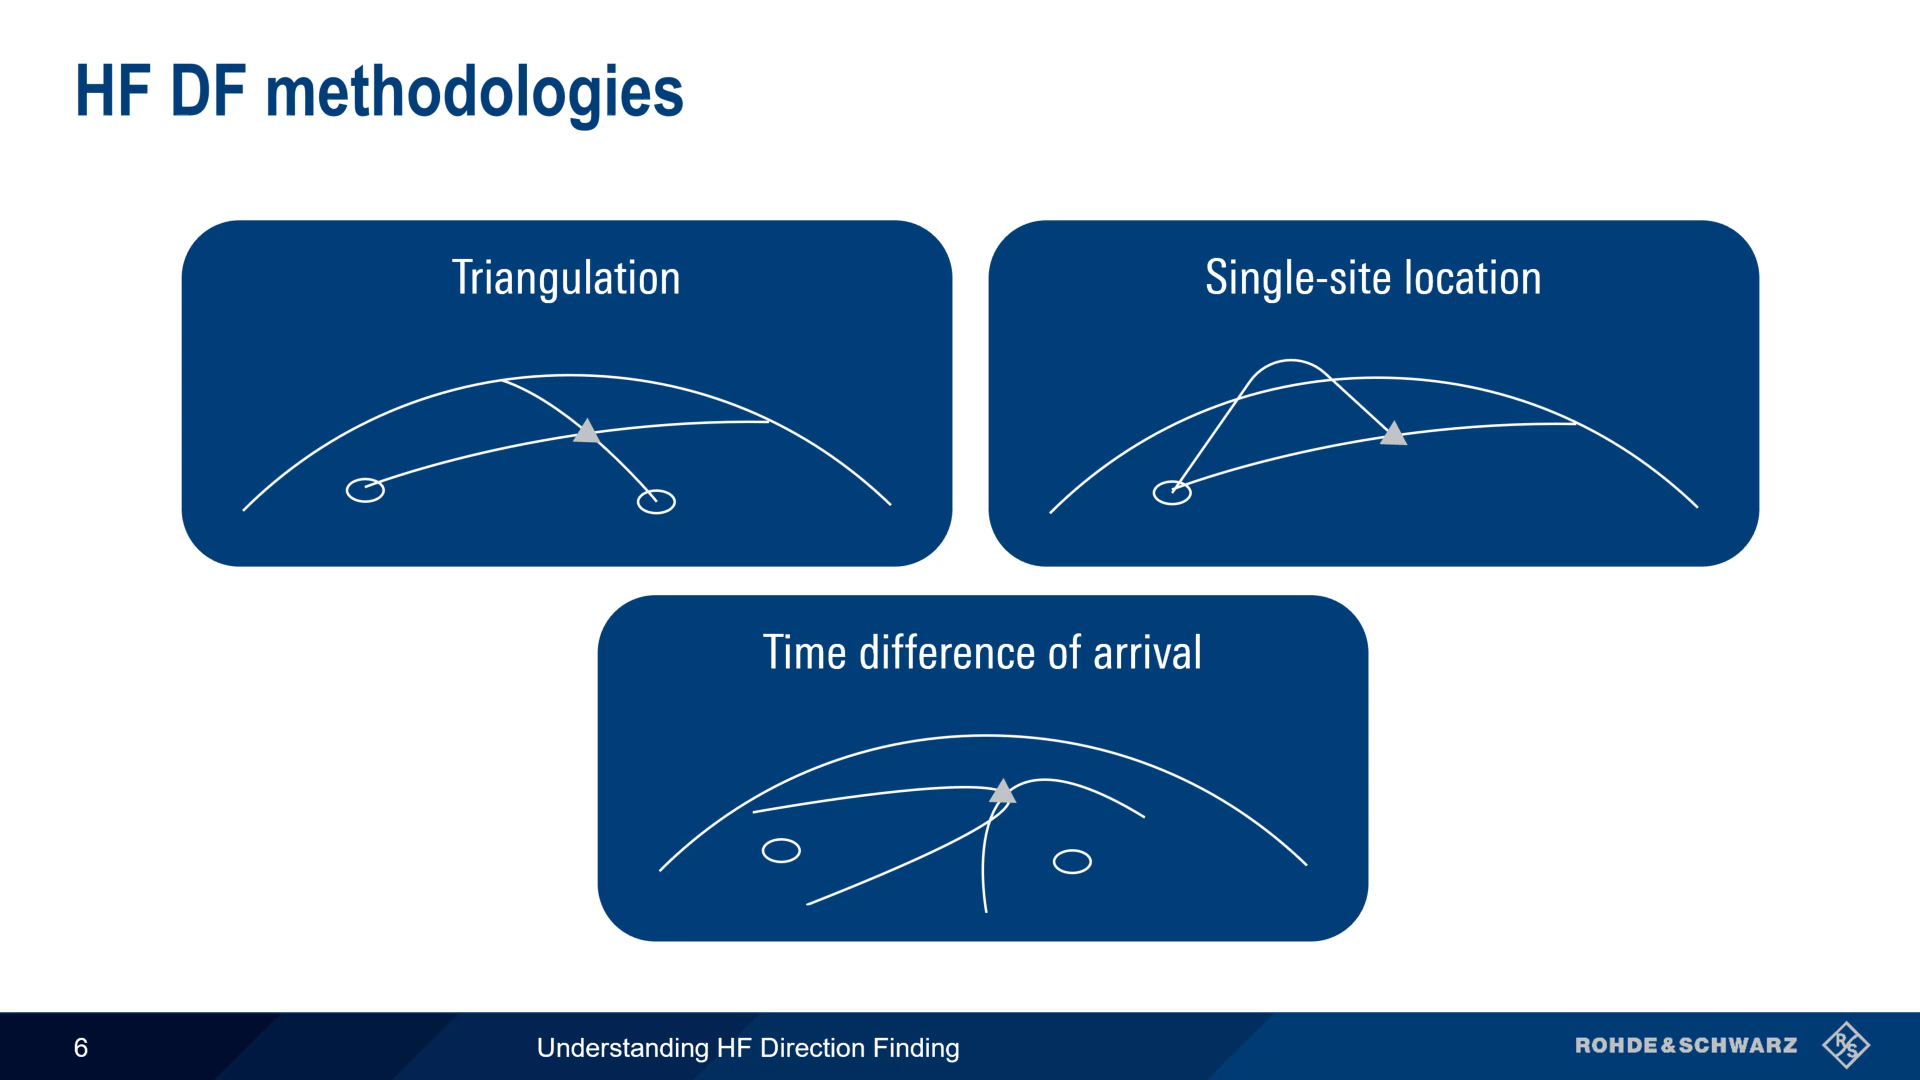 HF DF methodologies
Triangulation
Single-site location
Time difference of arrival
6
Understanding HF Direction Finding
ROHDE&SCHWARZ
R&S